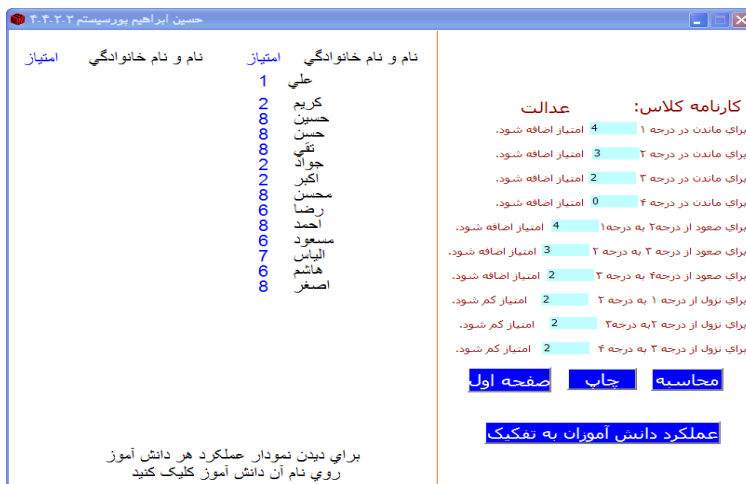 حسين ابراهيم پورسيستم ۲-۲-۴-۴
نام و نام خانوادگي امتياز نام و نام خانوادگي امتياز
علي 1
كريم 2
حسين 8
حسن 8
تقي 8
جواد 2
اكبر 2
محسن 8
رضا 6
احمد 8
مسعود 6
الياس 7
هاشم 6
اصغر 8
براي ديدن نمودار عملكرد هر دانش آموز
روي نام آن دانش آموز كليک كنيد
كارنامه كلاس: عدالت
براي ماندن در درجه ۱ 4 امتياز اضافه شود.
براي ماندن در درجه ۲ 3 امتياز اضافه شود.
براي ماندن در درجه ۳ 2 امتياز اضافه شود.
براي ماندن در درجه ۴ 0 امتياز اضافه شود.
براي صعود از درجه۲ به درجه۱ 4 امتياز اضافه شود.
براي صعود از درجه ۳ به درجه ۲ 3 امتياز اضافه شود.
براي صعود از درجه۴ به درجه ۳ 2 امتياز اضافه شود.
براي نزول از درجه ۱ به درجه ۲ 2 امتياز كم شود.
براي نزول از درجه ۲به درجه۳ 2 امتياز كم شود.
براي نزول از درجه ۳ به درجه ۴ 2 امتياز كم شود.
محاسبه چاپ صفحه اول
عملكرد دانش آموزان به تفكيک